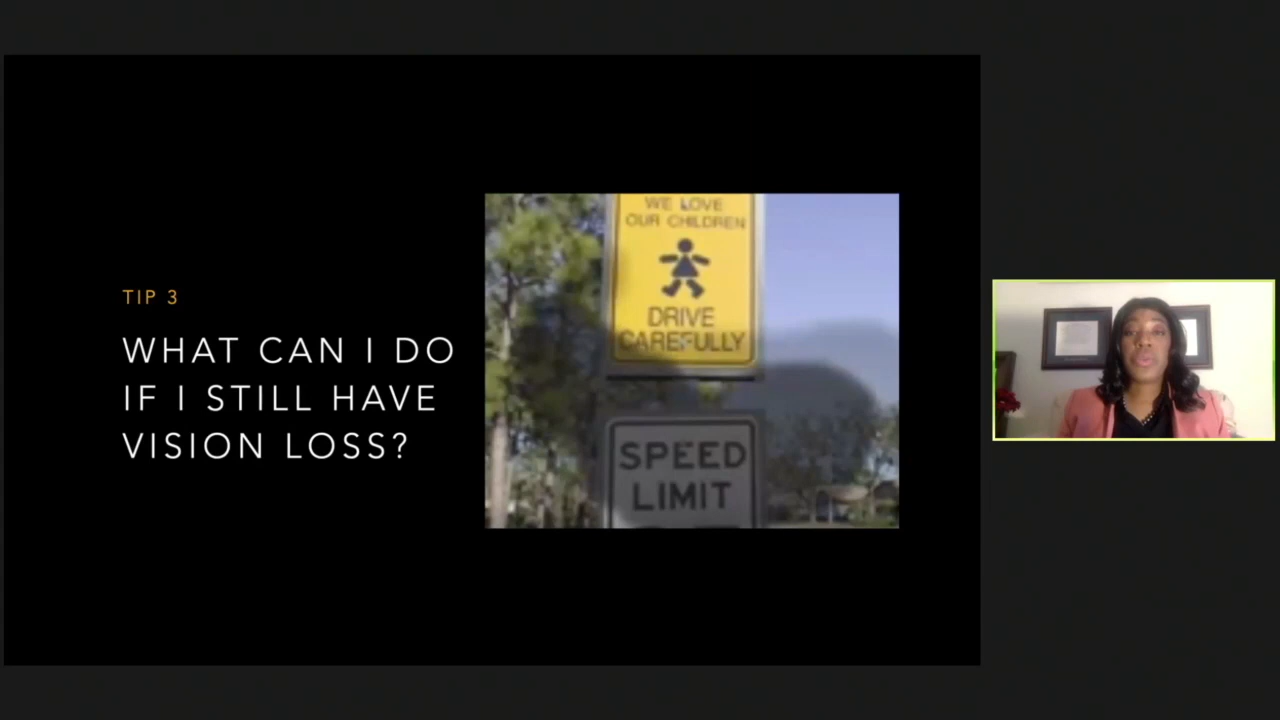 TIP 3
WHAT CAN I DO
IF I STILL HAVE
VISION LOSS?
WE LOVE
OUR CHILDREN
DRIVE
CAREFULLY
SPEED
LIMIT